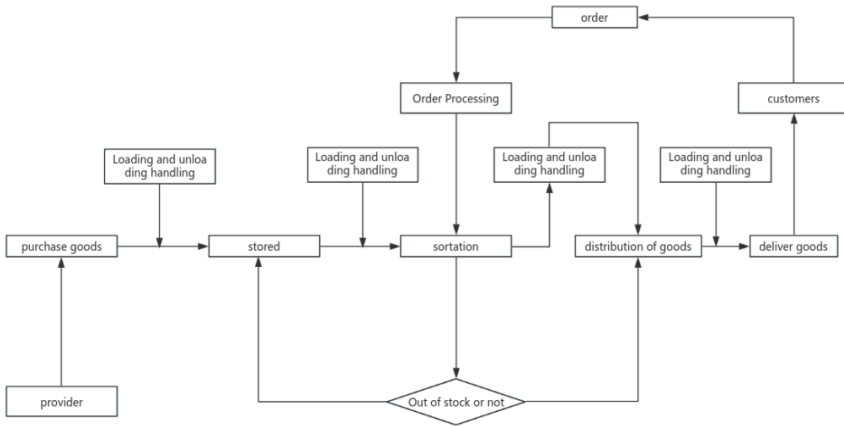 order
Order Processing
customers
Loading and unloa
ding handling
Loading and unloa
ding handling
Loading and unloa
ding handling
Loading and unloa
ding handling
purchase goods
stored
sortation
distribution of goods
deliver goods
provider
Out of stock or not